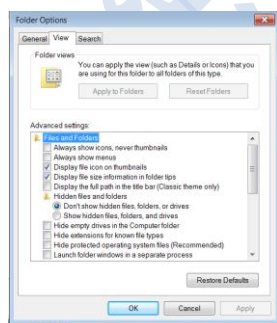 Folder Options
General View Search
Folder views
You can apply the view (such as Details or Icons) that you
are using for this folder to all folders of this type.
Apply to Folders Reset Folders
Advanced settings:
Files and Folders
Always show icons, never thumbnails
Always show menus
Display file icon on thumbnails
Display file size information in folder tips
Display the full path in the title bar (Classic theme only)
Hidden files and folders
Don't show hidden files, folders, or drives
Show hidden files, folders, and drives
Hide empty drives in the Computer folder
Hide extensions for known file types
Hide protected operating system files (Recommended)
Launch folder windows in a separate process
Restore Defaults
OK Cancel Apply